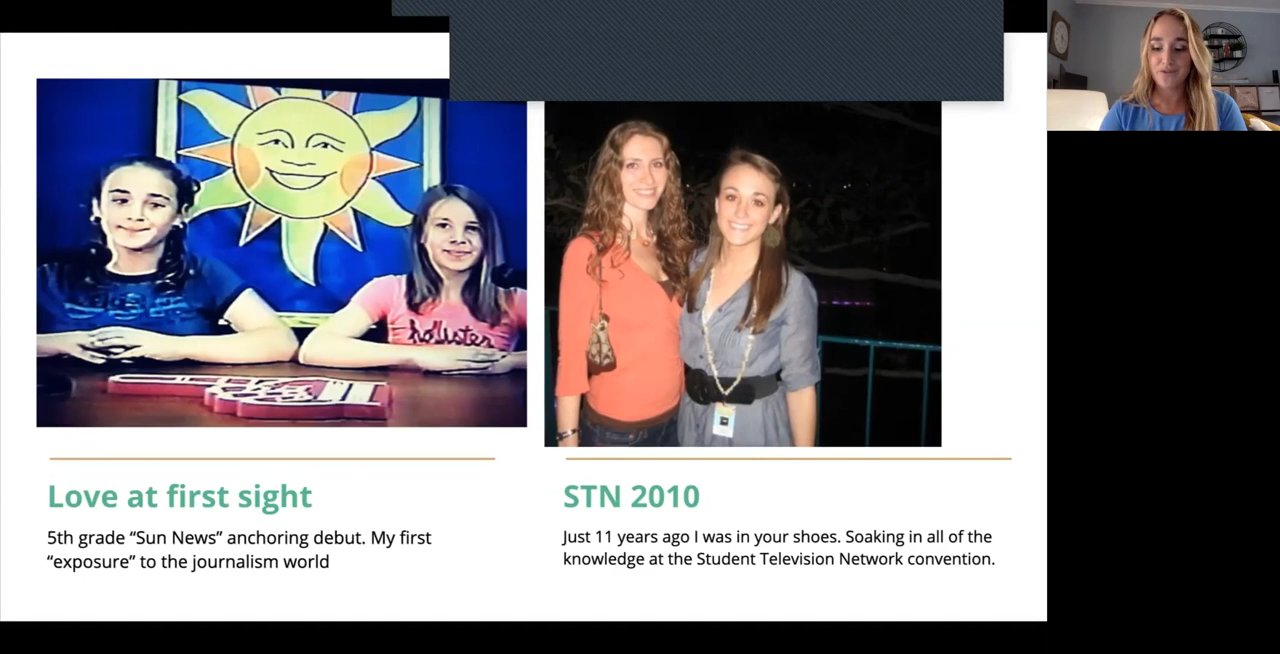 hollister
Love at first sight
5th grade “Sun News” anchoring debut. My first
“exposure” to the journalism world
STN 2010
Just 11 years ago I was in your shoes. Soaking in all of the
knowledge at the Student Television Network convention.